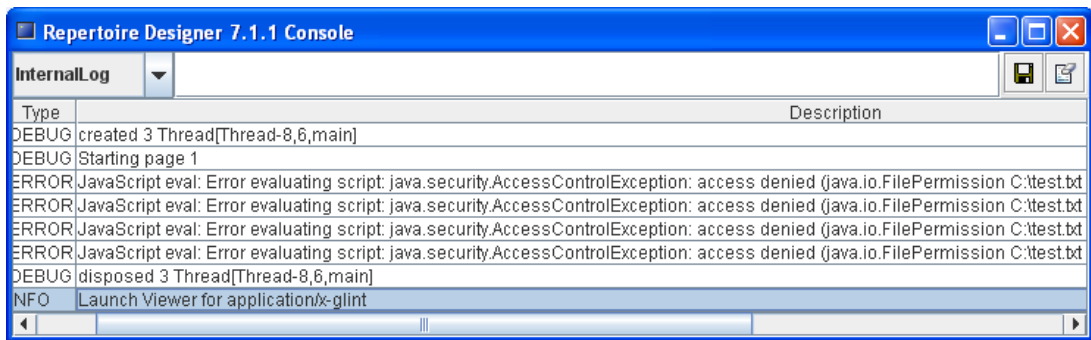 Repertoire Designer 7.1.1 Console
InternalLog
Type Description
DEBUG created 3 Thread[Thread-8,6,main]
DEBUG Starting page 1
ERROR JavaScript eval: Error evaluating script: java.security.AccessControlException: access denied (java.io.FilePermission C:\test.txt
ERROR JavaScript eval: Error evaluating script: java.security.AccessControlException: access denied (java.io.FilePermission C:\test.txt
ERROR JavaScript eval: Error evaluating script: java.security.AccessControlException: access denied (java.io.FilePermission C:\test.txt
ERROR JavaScript eval: Error evaluating script: java.security.AccessControlException: access denied (java.io.FilePermission C:\test.txt
DEBUG disposed 3 Thread[Thread-8,6,main]
INFO Launch Viewer for application/x-glint